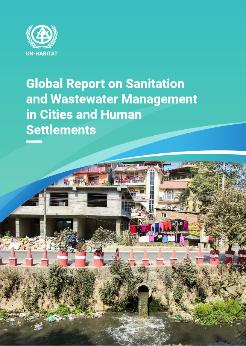 UN-HABITAT
Global Report on Sanitation
and Wastewater Management
in Cities and Human
Settlements